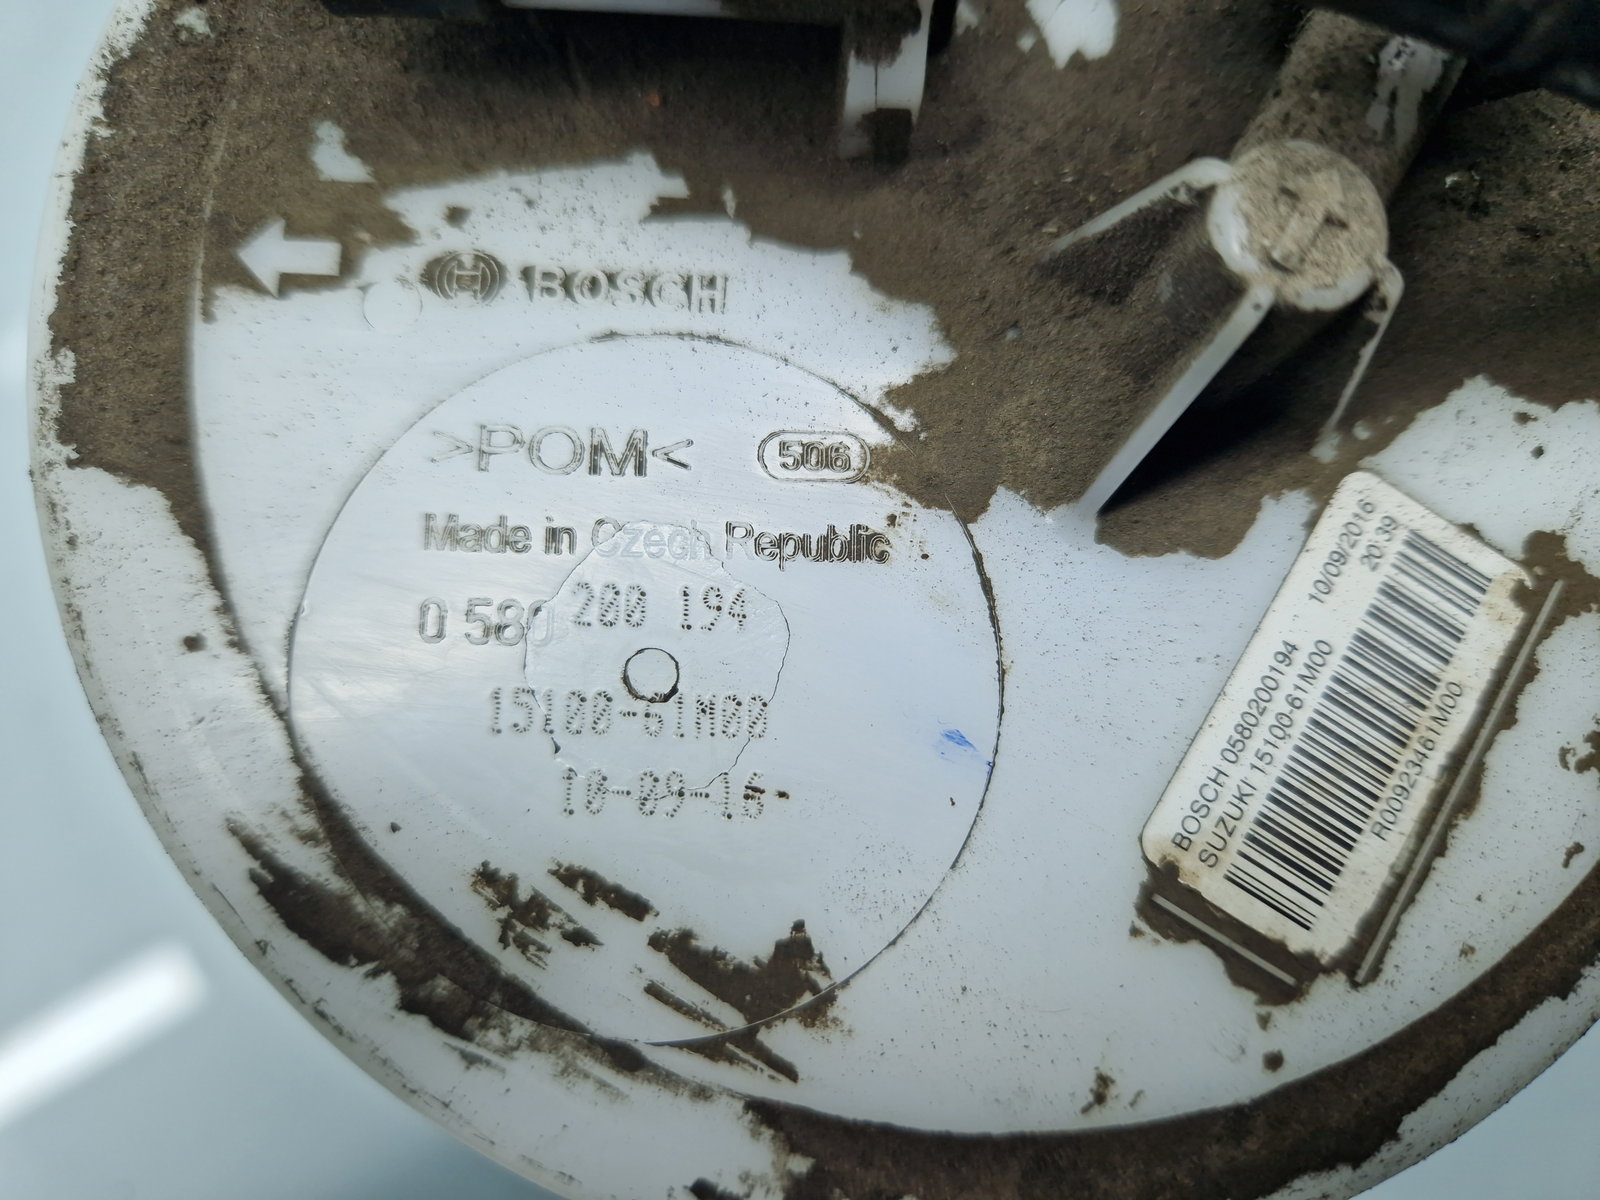 BOSCH
>POM< 506
Made in Czech Republic
0 580 200 194
15100-61M00
10-09-16
BOSCH 0580200194 10/09/2016
SUZUKI 15100-61M00 20:39
R00923461M00